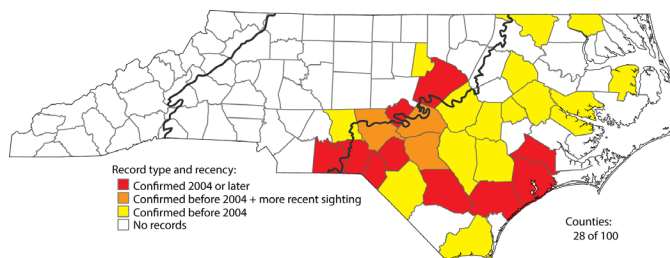 Record type and recency:
Confirmed 2004 or later
Confirmed before 2004 + more recent sighting
Confirmed before 2004
No records
Counties:
28 of 100